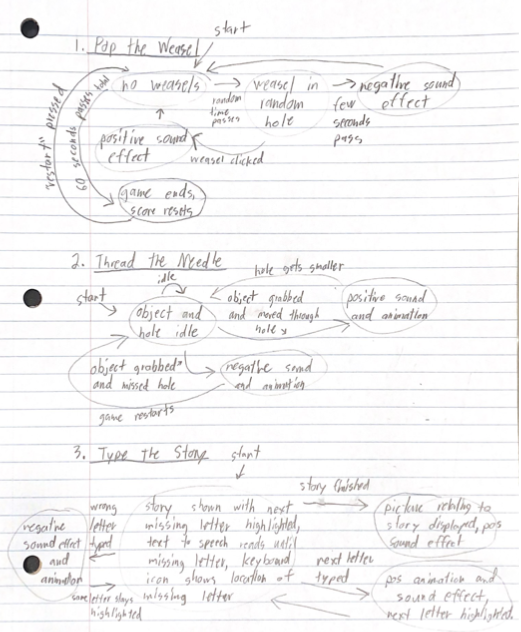 start
1. Pop the Weasel
no weasels
random
time
passes
weasel in
random
hole
few
seconds
pass
negative sound
effect
positive sound
effect
weasel clicked
"restart" pressed
60 seconds passes
game ends,
score resets
2. Thread the Needle
idle
hole gets smaller
start
object and
hole idle
object grabbed
and moved through
hole
positive sound
and animation
object grabbed
and missed hole
negative sound
and animation
game restarts
3. Type the Story
start
story finished
wrong
letter
typed
story shown with next
missing letter highlighted,
text to speech reads until
missing letter, keyboard
icon shows location of
missing letter
picture relating to
story displayed, pos
sound effect
negative
sound effect
and
animation
same letter stays
highlighted
next letter
typed
pos animation and
sound effect,
next letter highlighted.